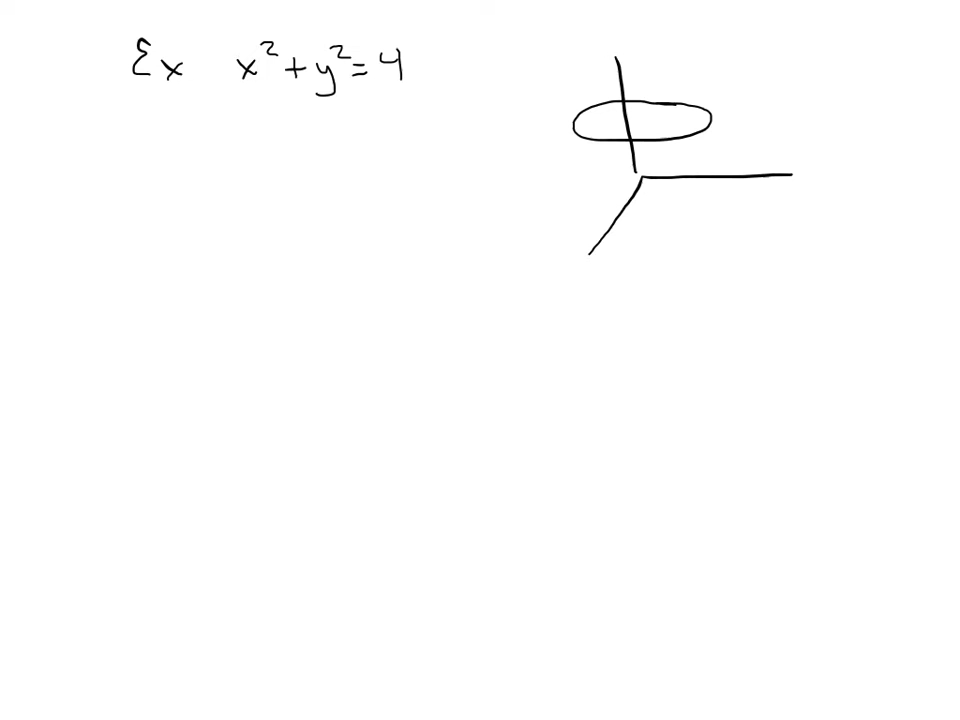 Ex x² + y² = 4